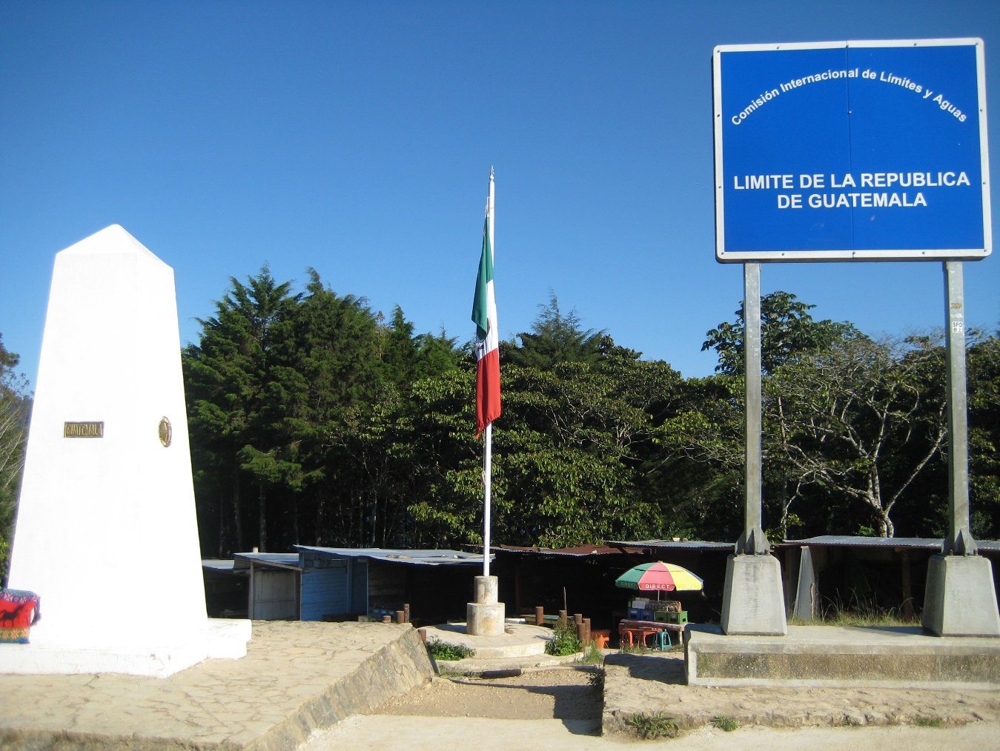 Comisión Internacional de Límites y Aguas
LIMITE DE LA REPUBLICA
DE GUATEMALA
GUATEMALA
DIRECT